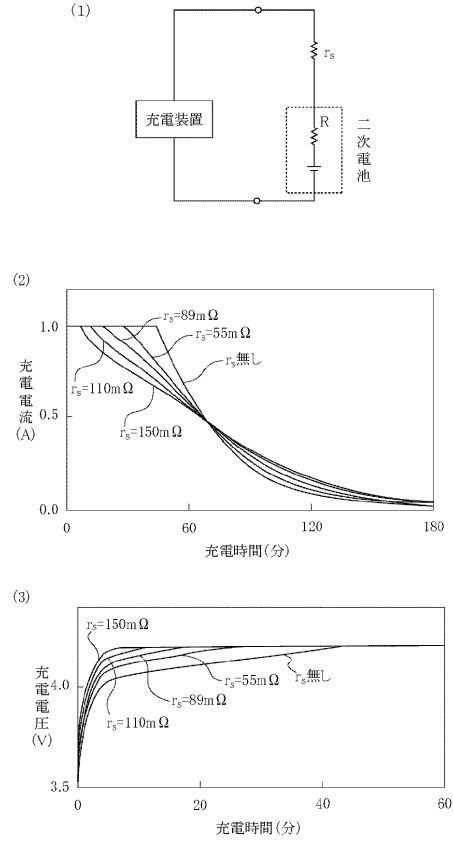 (1)
rs
充電装置
R
二次電池
(2)
1.0
rs=89mΩ
rs=55mΩ
rs無し
充電電流(A)
rs=110mΩ
0.5
rs=150mΩ
0.0
0
60
120
180
充電時間(分)
(3)
rs=150mΩ
充電電圧(V)
4.0
rs無し
rs=55mΩ
rs=89mΩ
rs=110mΩ
3.5
0
20
40
60
充電時間(分)